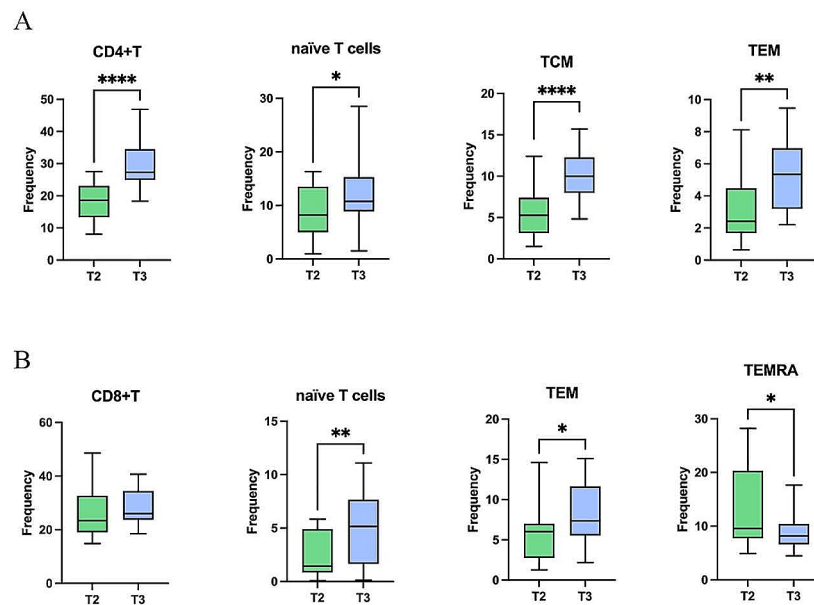 A
CD4+T
****
Frequency
50
40
30
20
10
0
T2
T3
naïve T cells
*
Frequency
30
20
10
0
T2
T3
TCM
****
Frequency
20
15
10
5
0
T2
T3
TEM
**
Frequency
10
8
6
4
2
0
T2
T3
B
CD8+T
Frequency
60
40
20
0
T2
T3
naïve T cells
**
Frequency
15
10
5
0
T2
T3
TEM
*
Frequency
20
15
10
5
0
T2
T3
TEMRA
*
Frequency
30
20
10
0
T2
T3